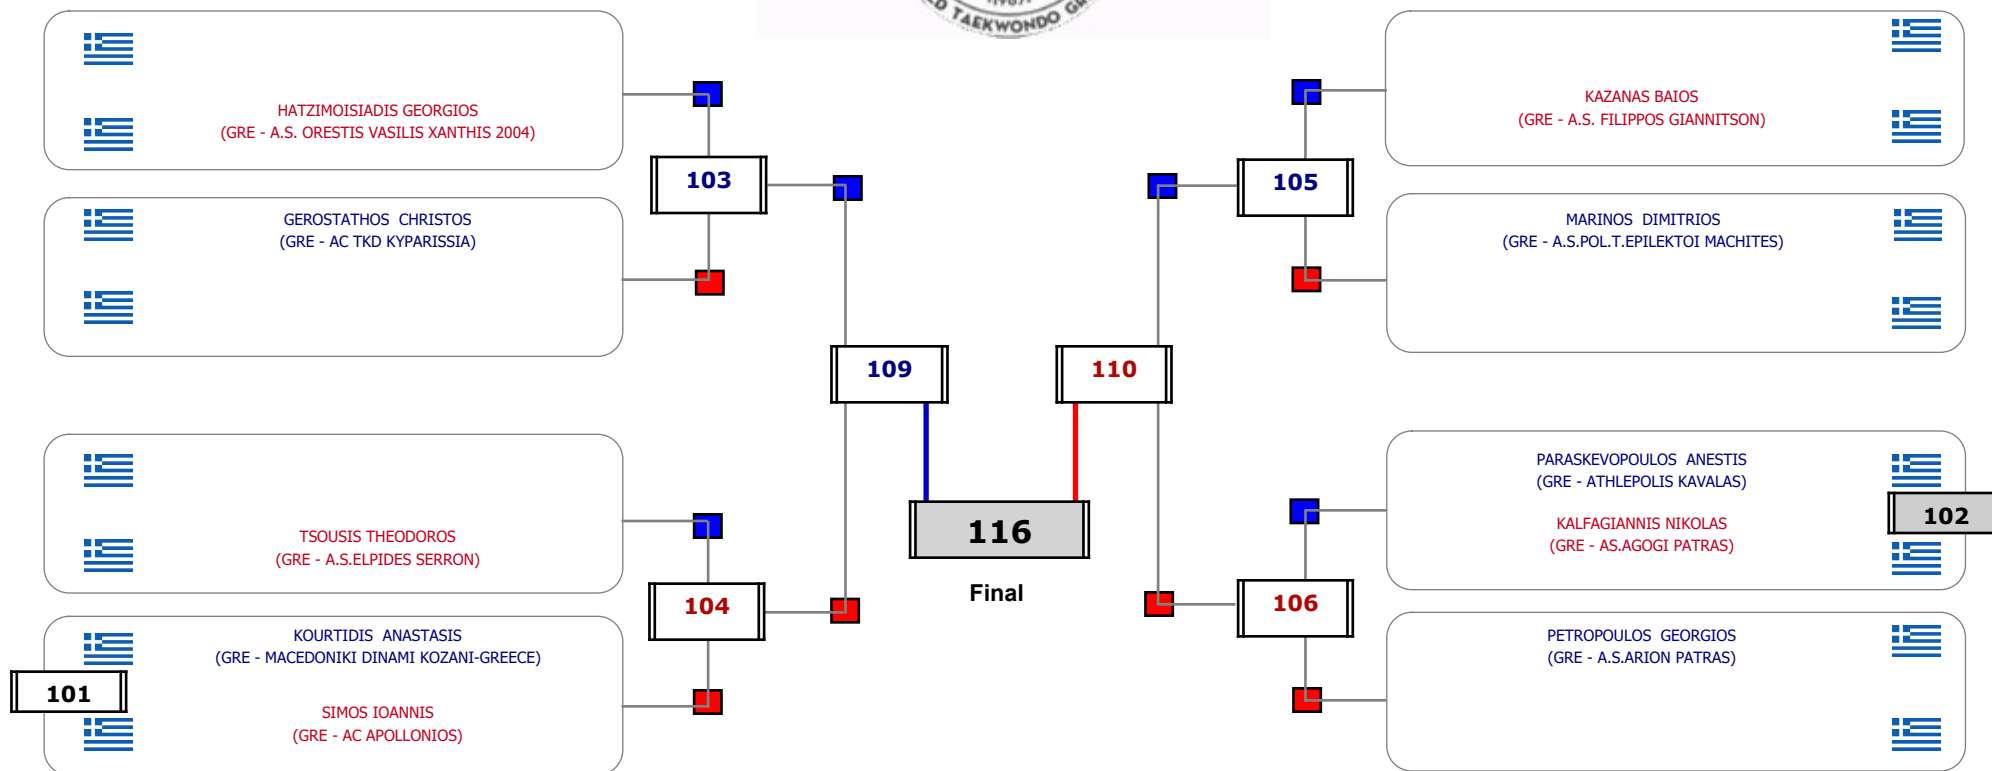 TAEKWONDO
HATZIMOISIADIS GEORGIOS
(GRE - A.S. ORESTIS VASILIS XANTHIS 2004)
103
GEROSTATHOS CHRISTOS
(GRE - AC TKD KYPARISSIA)
109
TSOUSIS THEODOROS
(GRE - A.S.ELPIDES SERRON)
104
KOURTIDIS ANASTASIS
(GRE - MACEDONIKI DINAMI KOZANI-GREECE)
101
SIMOS IOANNIS
(GRE - AC APOLLONIOS)
116
Final
KAZANAS BAIOS
(GRE - A.S. FILIPPOS GIANNITSON)
105
MARINOS DIMITRIOS
(GRE - A.S.POL.T.EPILEKTOI MACHITES)
110
PARASKEVOPOULOS ANESTIS
(GRE - ATHLEPOLIS KAVALAS)
102
KALFAGIANNIS NIKOLAS
(GRE - AS.AGOGI PATRAS)
106
PETROPOULOS GEORGIOS
(GRE - A.S.ARION PATRAS)